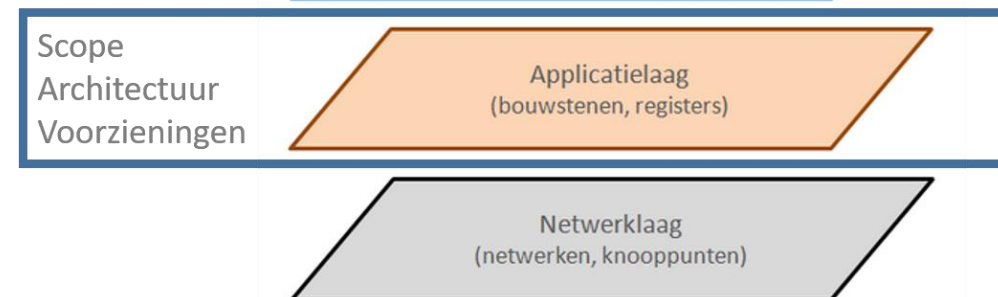 Scope
Architectuur
Voorzieningen
Applicatielaag
(bouwstenen, registers)
Netwerklaag
(netwerken, knooppunten)